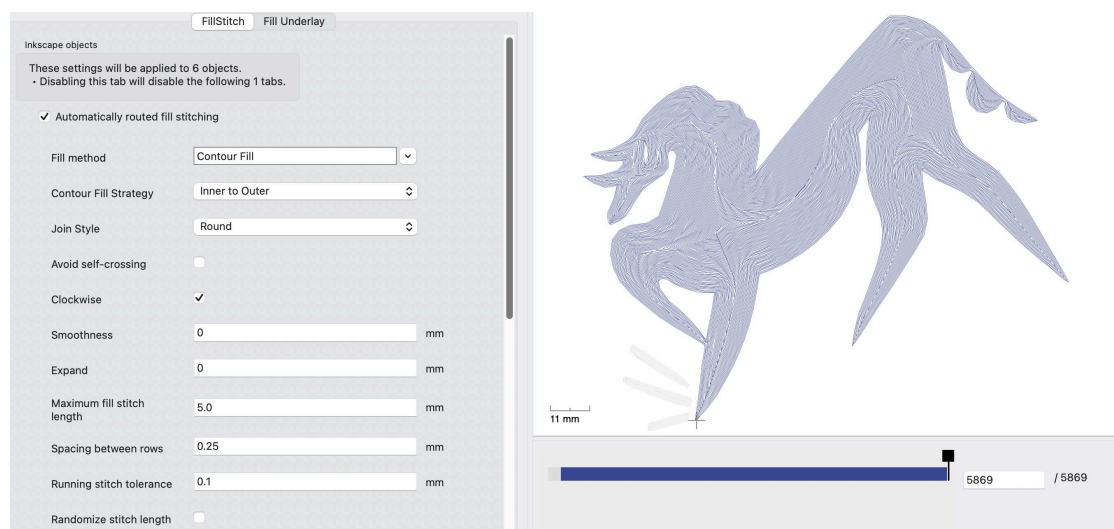 FillStitch Fill Underlay
Inkscape objects
These settings will be applied to 6 objects.
• Disabling this tab will disable the following 1 tabs.
Automatically routed fill stitching
Fill method Contour Fill
Contour Fill Strategy Inner to Outer
Join Style Round
Avoid self-crossing
Clockwise
Smoothness 0 mm
Expand 0 mm
Maximum fill stitch
length 5.0 mm
Spacing between rows 0.25 mm
Running stitch tolerance 0.1 mm
Randomize stitch length
11 mm
5869 / 5869